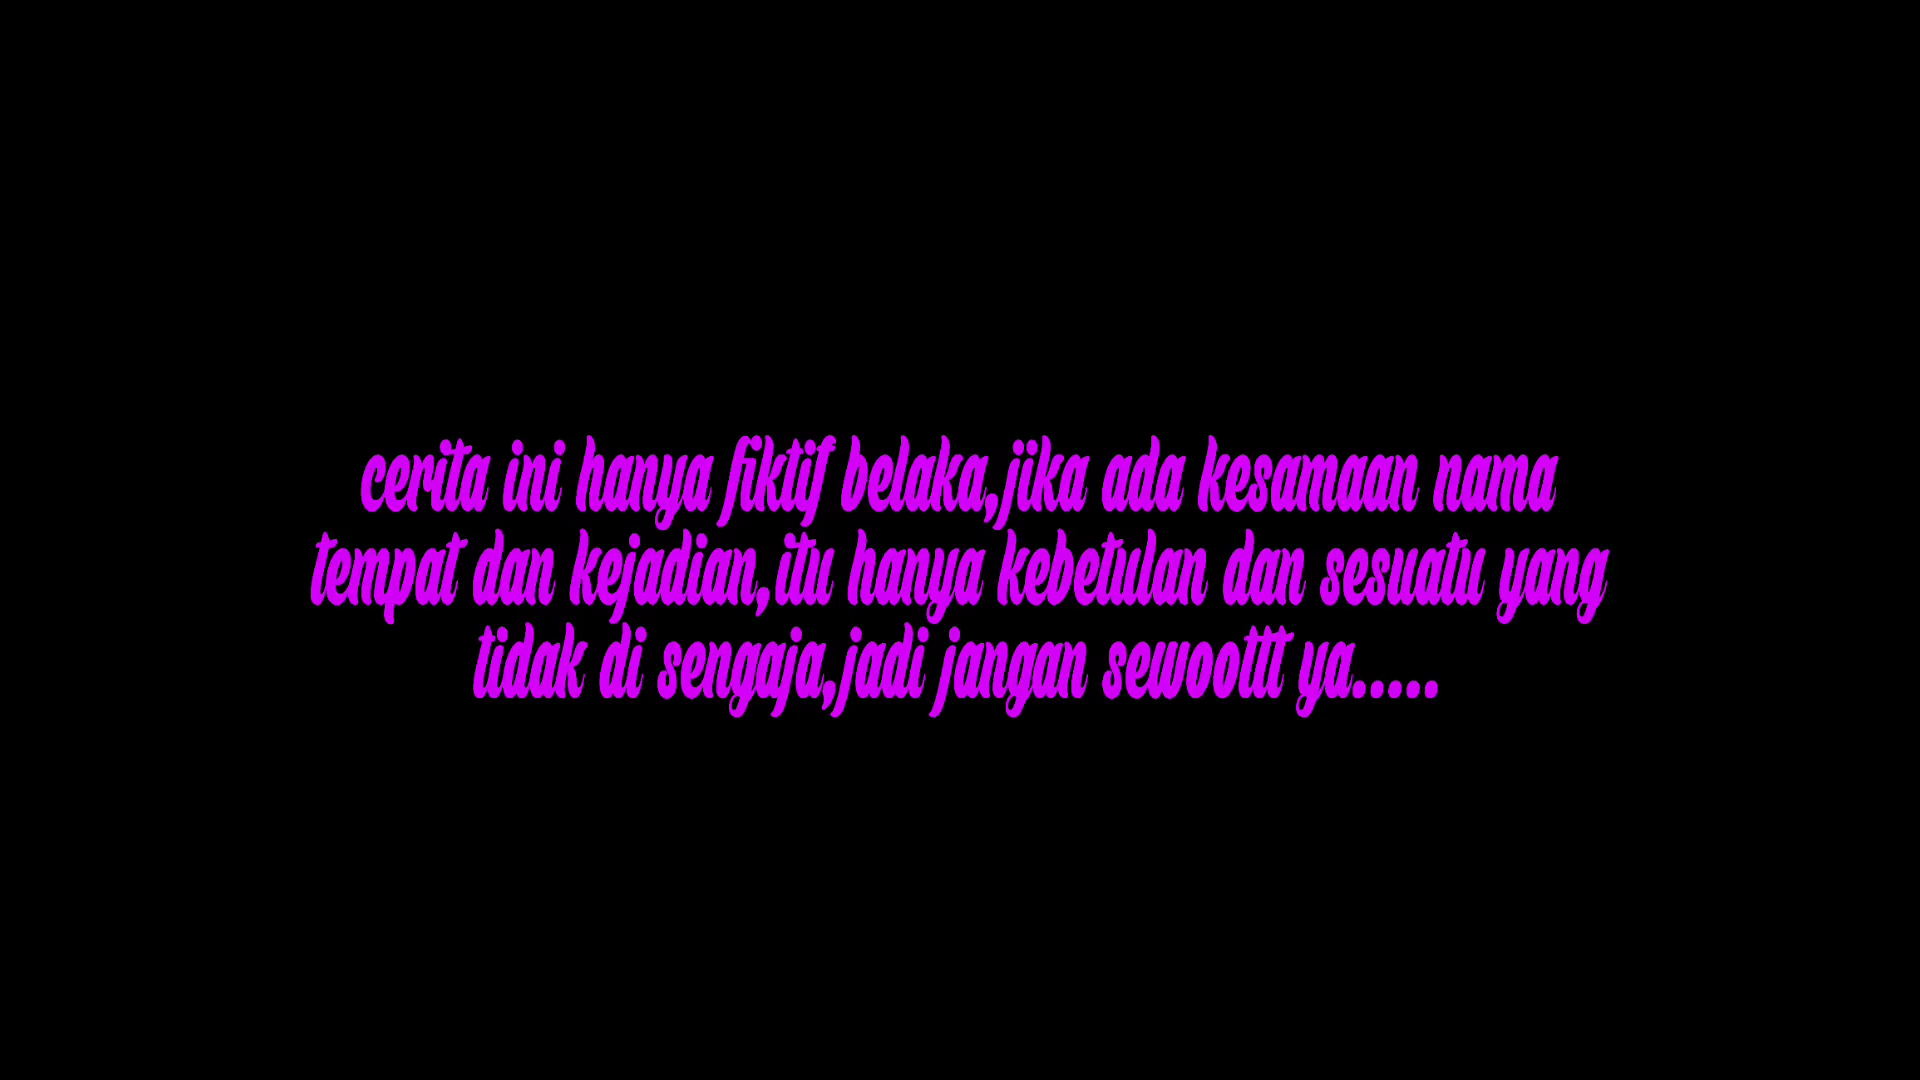 cerita ini hanya fiktif belaka,jika ada kesamaan nama
tempat dan kejadian,itu hanya kebetulan dan sesuatu yang
tidak di sengaja,jadi jangan sewoottt ya.....